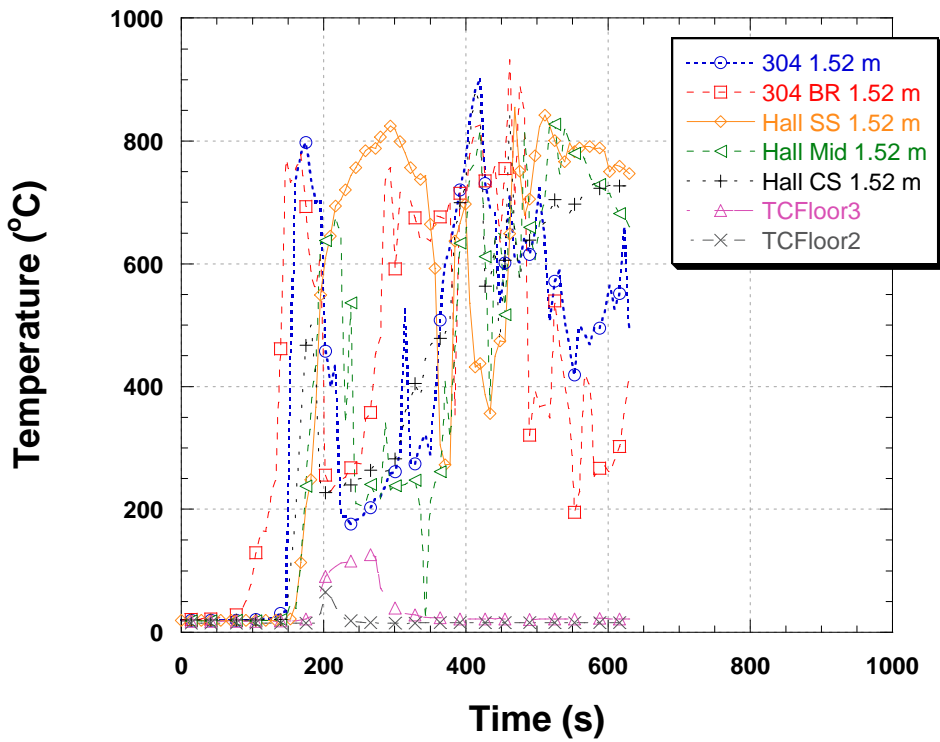 1000
800
600
400
200
0
Temperature (°C)
0 200 400 600 800 1000
Time (s)
304 1.52 m
304 BR 1.52 m
Hall SS 1.52 m
Hall Mid 1.52 m
Hall CS 1.52 m
TCFloor3
TCFloor2